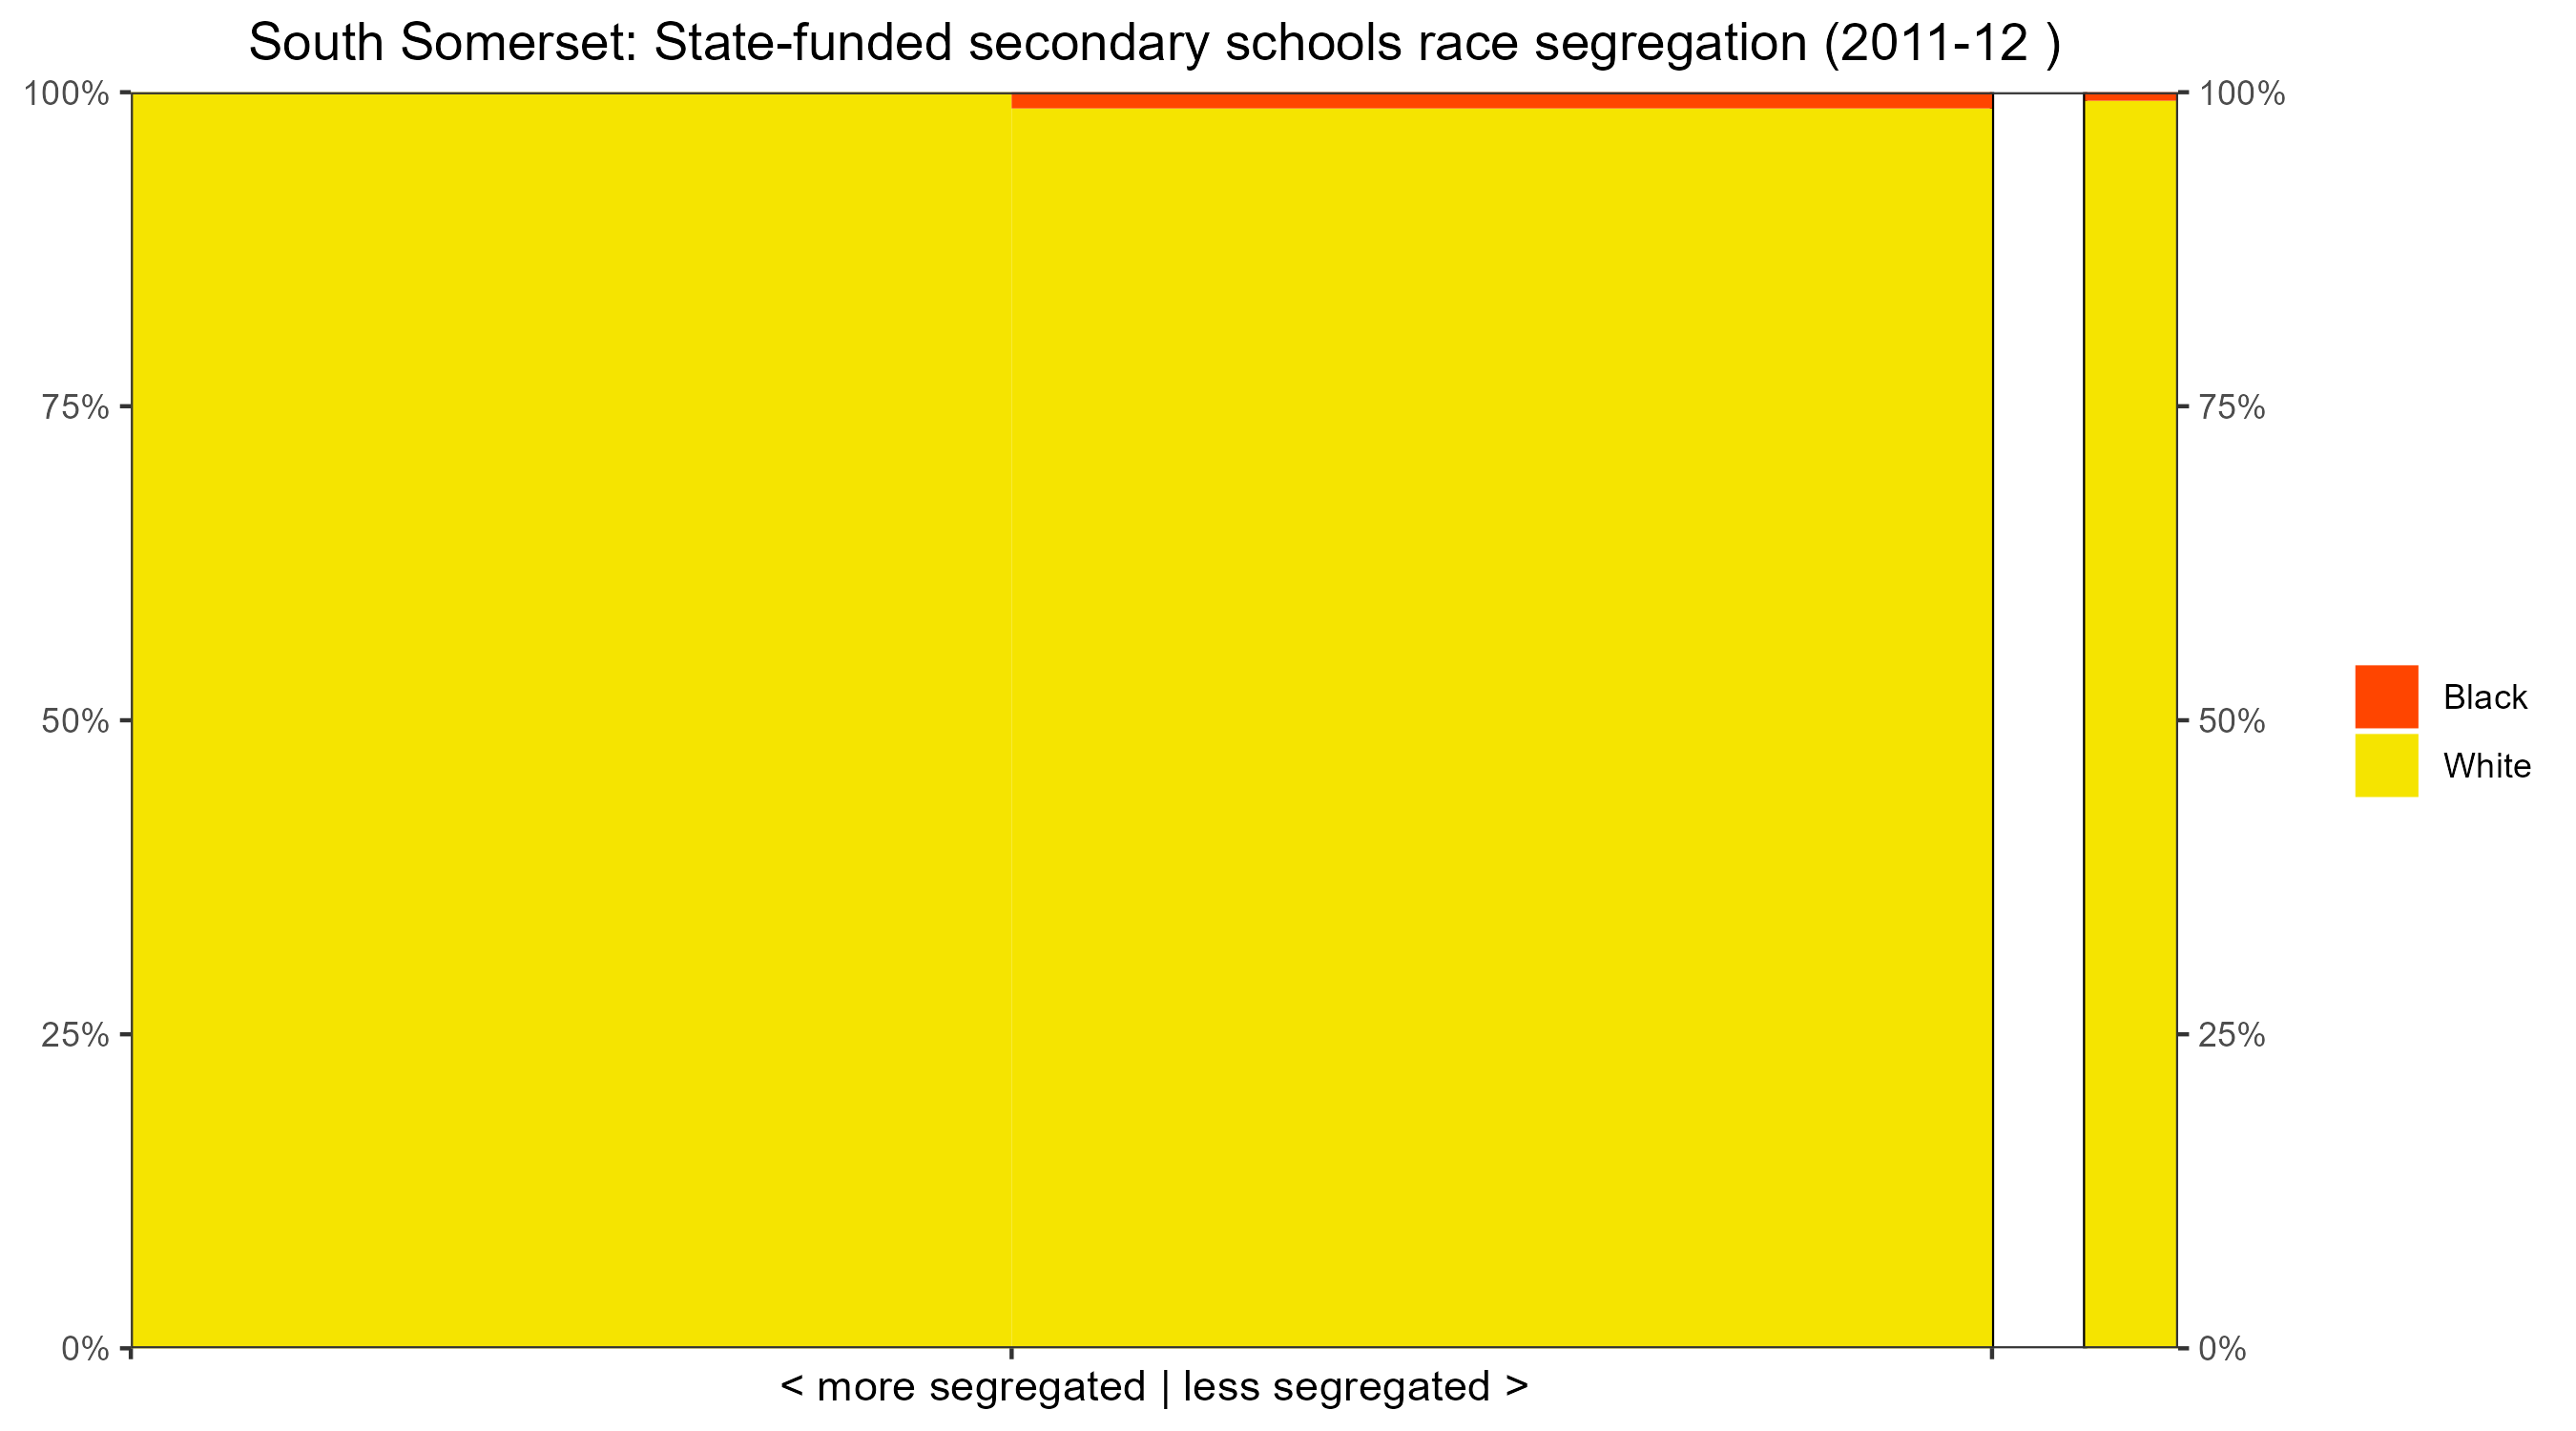 South Somerset: State-funded secondary schools race segregation (2011-12 )
100%
75%
50%
25%
0%
100%
75%
50%
25%
0%
Black
White
< more segregated | less segregated >